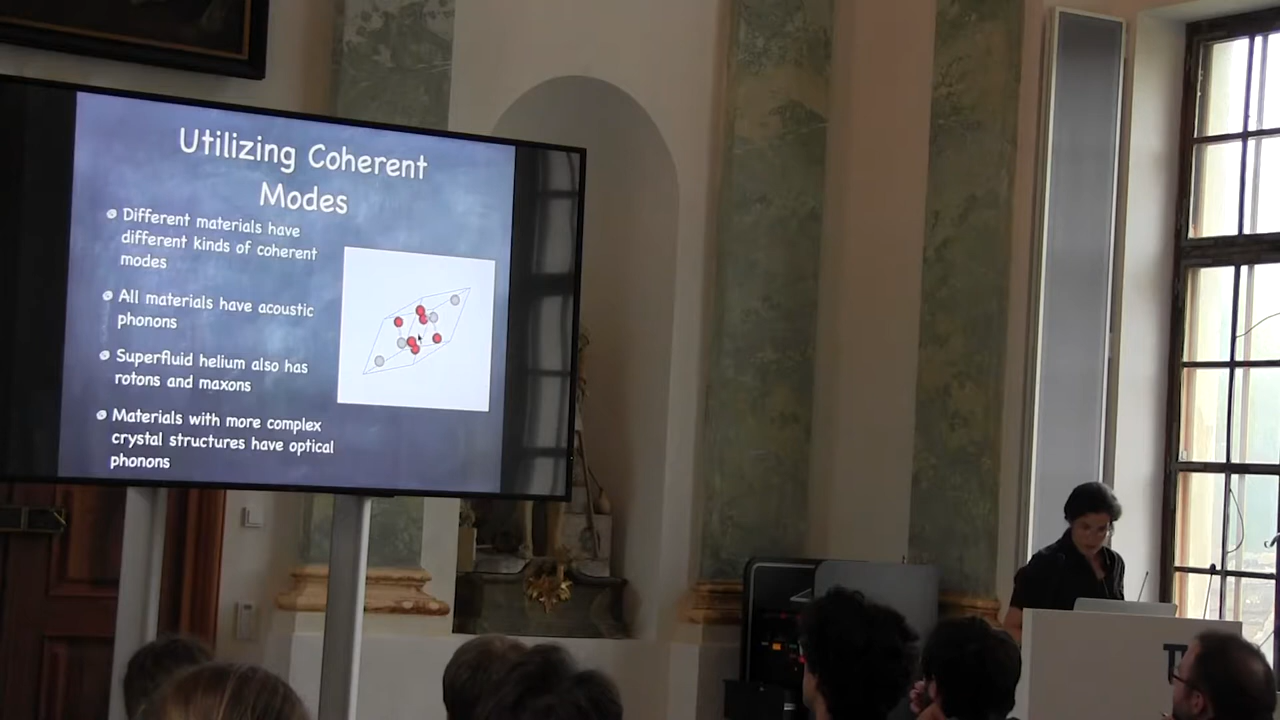 Utilizing Coherent
Modes
Different materials have
different kinds of coherent
modes
All materials have acoustic
phonons
Superfluid helium also has
rotons and maxons
Materials with more complex
crystal structures have optical
phonons